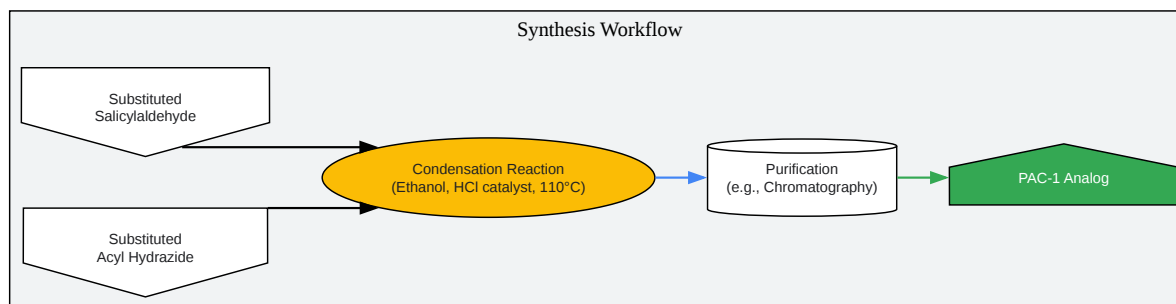 Synthesis Workflow
Substituted
Salicylaldehyde
Condensation Reaction
(Ethanol, HCl catalyst, 110°C)
Purification
(e.g., Chromatography)
PAC-1 Analog
Substituted
Acyl Hydrazide